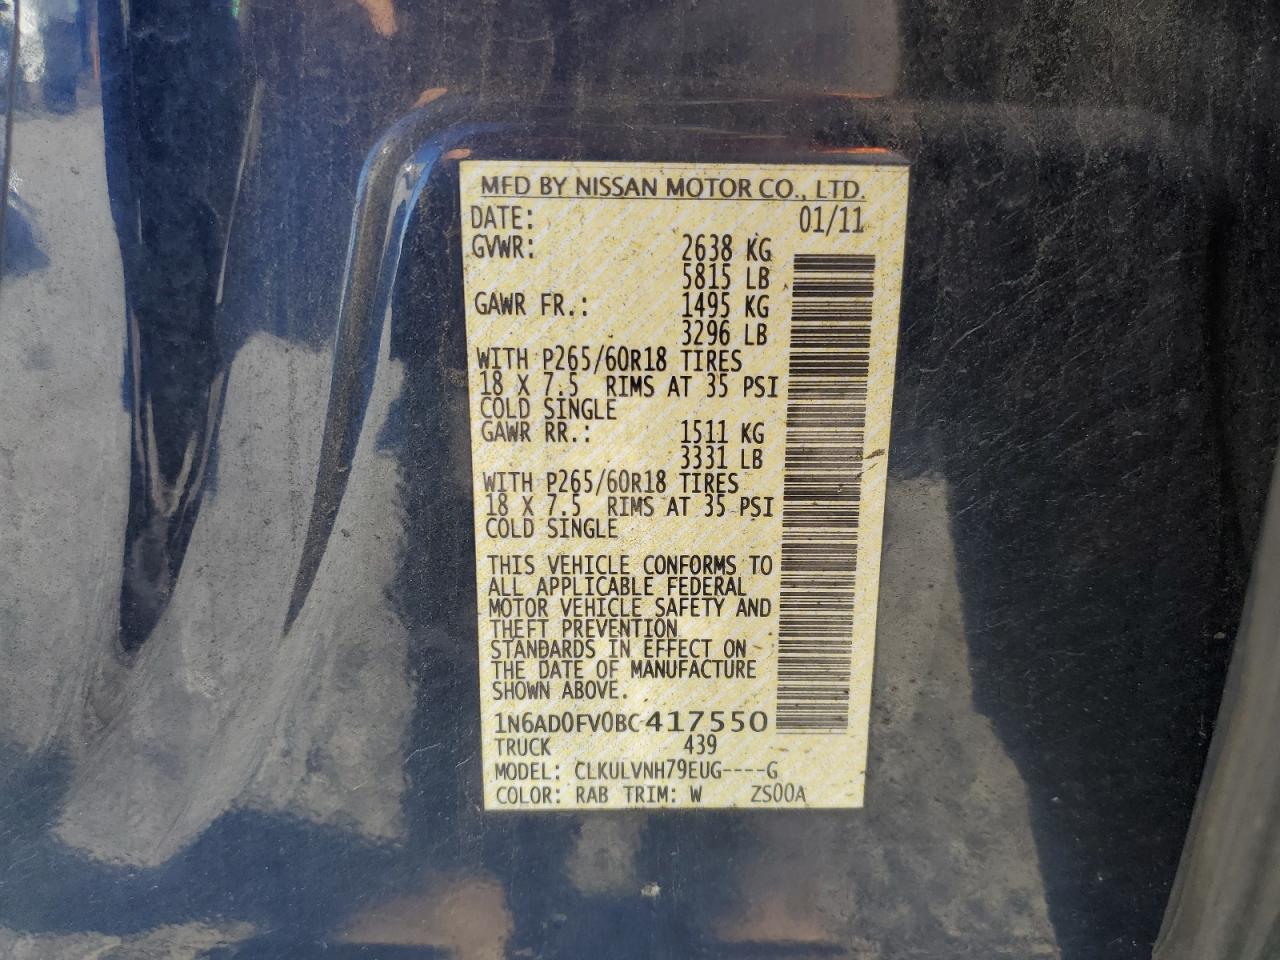 MFD BY NISSAN MOTOR CO., LTD.
DATE: 01/11
GVWR: 2638 KG
5815 LB
GAWR FR.: 1495 KG
3296 LB
WITH P265/60R18 TIRES
18 X 7.5 RIMS AT 35 PSI
COLD SINGLE
GAWR RR.: 1511 KG
3331 LB
WITH P265/60R18 TIRES
18 X 7.5 RIMS AT 35 PSI
COLD SINGLE
THIS VEHICLE CONFORMS TO
ALL APPLICABLE FEDERAL
MOTOR VEHICLE SAFETY AND
THEFT PREVENTION
STANDARDS IN EFFECT ON
THE DATE OF MANUFACTURE
SHOWN ABOVE.
1N6AD0FV0BC417550
TRUCK 439
MODEL: CLKULVNH79EUG----G
COLOR: RAB TRIM: W ZS00A